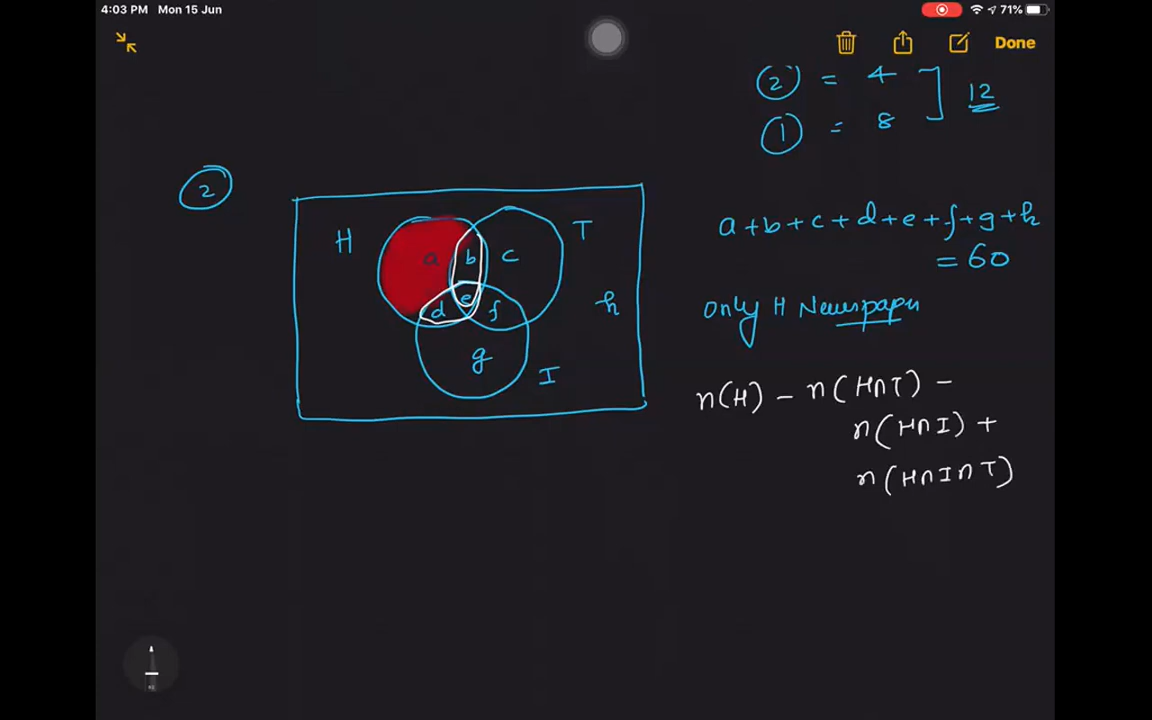 4:03 PM Mon 15 Jun
71%
Done
2 = 4
1 = 8
12
2
H
T
a
b
c
d
e
f
g
h
I
a+b+c+d+e+f+g+h
= 60
Only H Newspaper
n(H) - n(H∩T) -
n(H∩I) +
n(H∩I∩T)